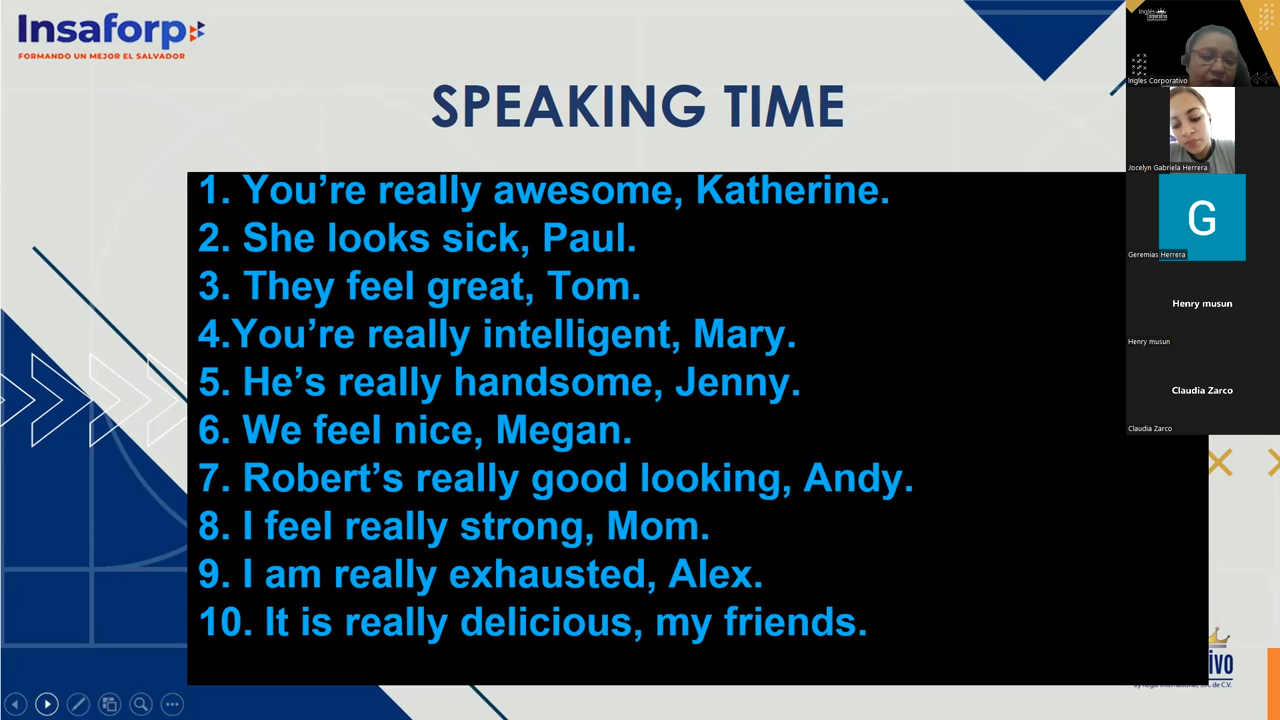 Insaforp
FORMANDO UN MEJOR EL SALVADOR
SPEAKING TIME
1. You’re really awesome, Katherine.
2. She looks sick, Paul.
3. They feel great, Tom.
4.You’re really intelligent, Mary.
5. He’s really handsome, Jenny.
6. We feel nice, Megan.
7. Robert’s really good looking, Andy.
8. I feel really strong, Mom.
9. I am really exhausted, Alex.
10. It is really delicious, my friends.
Inglés
Corporativo
Inglés Corporativo
Jocelyn Gabriela Herrera
G
Geremias Herrera
Henry musun
Henry musun
Claudia Zarco
Claudia Zarco
ivo